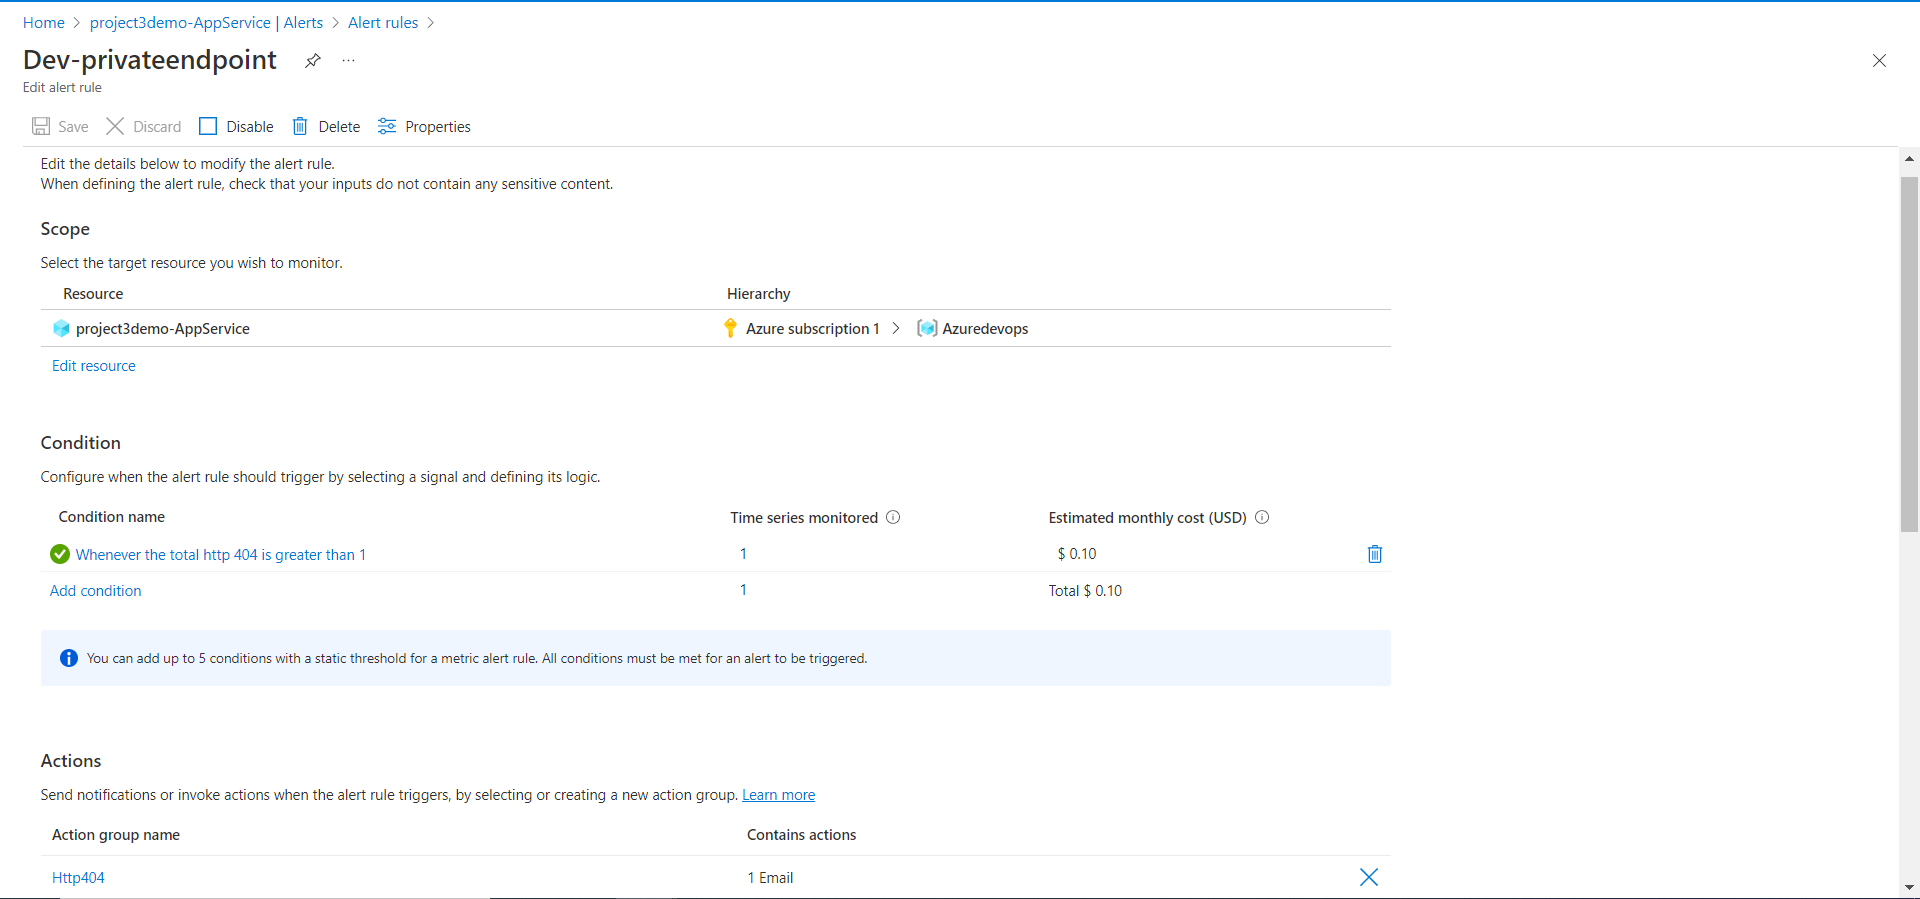 Home > project3demo-AppService | Alerts > Alert rules >
Dev-privateendpoint ...
Edit alert rule
Save Discard Disable Delete Properties
Edit the details below to modify the alert rule.
When defining the alert rule, check that your inputs do not contain any sensitive content.
Scope
Select the target resource you wish to monitor.
Resource Hierarchy
project3demo-AppService Azure subscription 1 > Azuredevops
Edit resource
Condition
Configure when the alert rule should trigger by selecting a signal and defining its logic.
Condition name Time series monitored Estimated monthly cost (USD)
Whenever the total http 404 is greater than 1 1 $ 0.10
Add condition 1 Total $ 0.10
You can add up to 5 conditions with a static threshold for a metric alert rule. All conditions must be met for an alert to be triggered.
Actions
Send notifications or invoke actions when the alert rule triggers, by selecting or creating a new action group. Learn more
Action group name Contains actions
Http404 1 Email